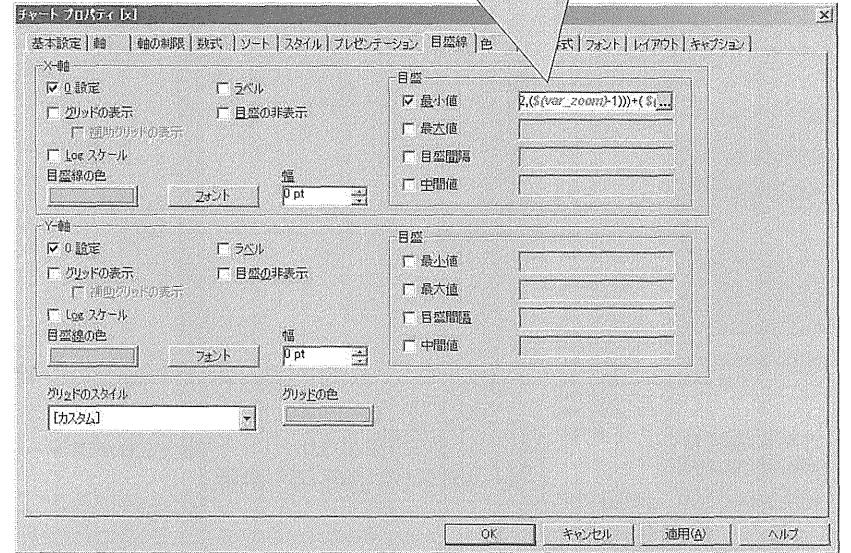 チャート プロパティ [x]
基本設定 軸 軸の制限 数式 ソート スタイル プレゼンテーション 目盛線 色 式 フォント レイアウト キャプション
X-軸
0 設定
ラベル
グリッドの表示
目盛の非表示
補助グリッドの表示
Log スケール
目盛線の色
フォント
幅
0 pt
目盛
最小値 2,($(var_zoom)-1)))+( $( ...
最大値
目盛間隔
中間値
Y-軸
0 設定
ラベル
グリッドの表示
目盛の非表示
補助グリッドの表示
Log スケール
目盛線の色
フォント
幅
0 pt
目盛
最小値
最大値
目盛間隔
中間値
グリッドのスタイル
[カスタム]
グリッドの色
OK キャンセル 適用(A) ヘルプ